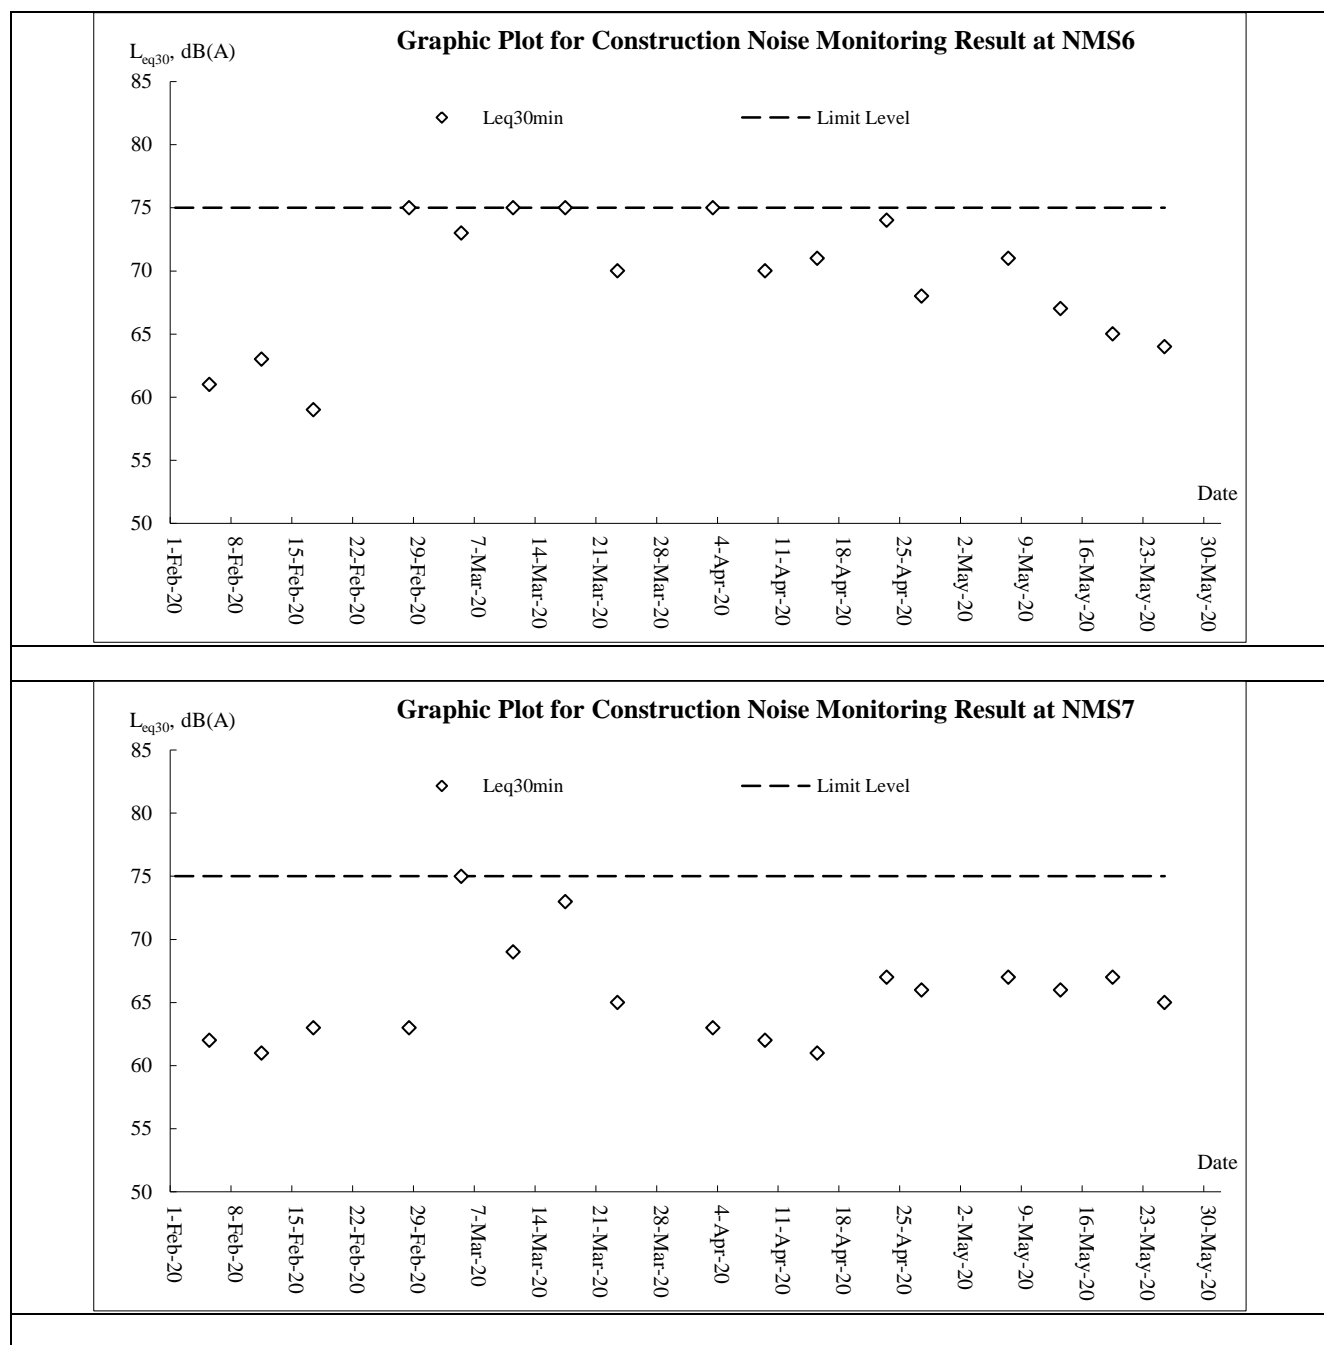 Graphic Plot for Construction Noise Monitoring Result at NMS6
Leq30, dB(A)
85
Leq30min
Limit Level
80
75
70
65
60
55
Date
50
1-Feb-20
8-Feb-20
15-Feb-20
22-Feb-20
29-Feb-20
7-Mar-20
14-Mar-20
21-Mar-20
28-Mar-20
4-Apr-20
11-Apr-20
18-Apr-20
25-Apr-20
2-May-20
9-May-20
16-May-20
23-May-20
30-May-20
Graphic Plot for Construction Noise Monitoring Result at NMS7
Leq30, dB(A)
85
Leq30min
Limit Level
80
75
70
65
60
55
Date
50
1-Feb-20
8-Feb-20
15-Feb-20
22-Feb-20
29-Feb-20
7-Mar-20
14-Mar-20
21-Mar-20
28-Mar-20
4-Apr-20
11-Apr-20
18-Apr-20
25-Apr-20
2-May-20
9-May-20
16-May-20
23-May-20
30-May-20